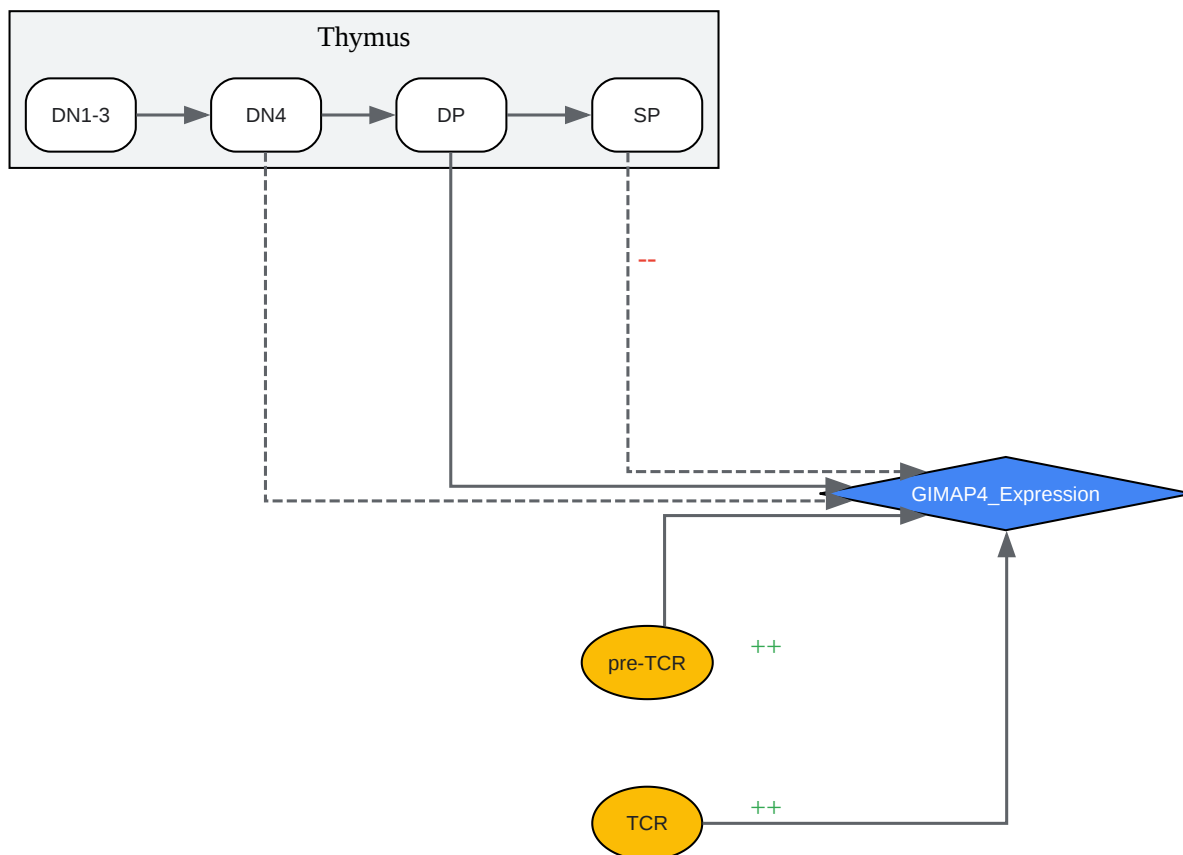 Thymus
DN1-3
DN4
DP
SP
--
GIMAP4_Expression
pre-TCR
++
TCR
++